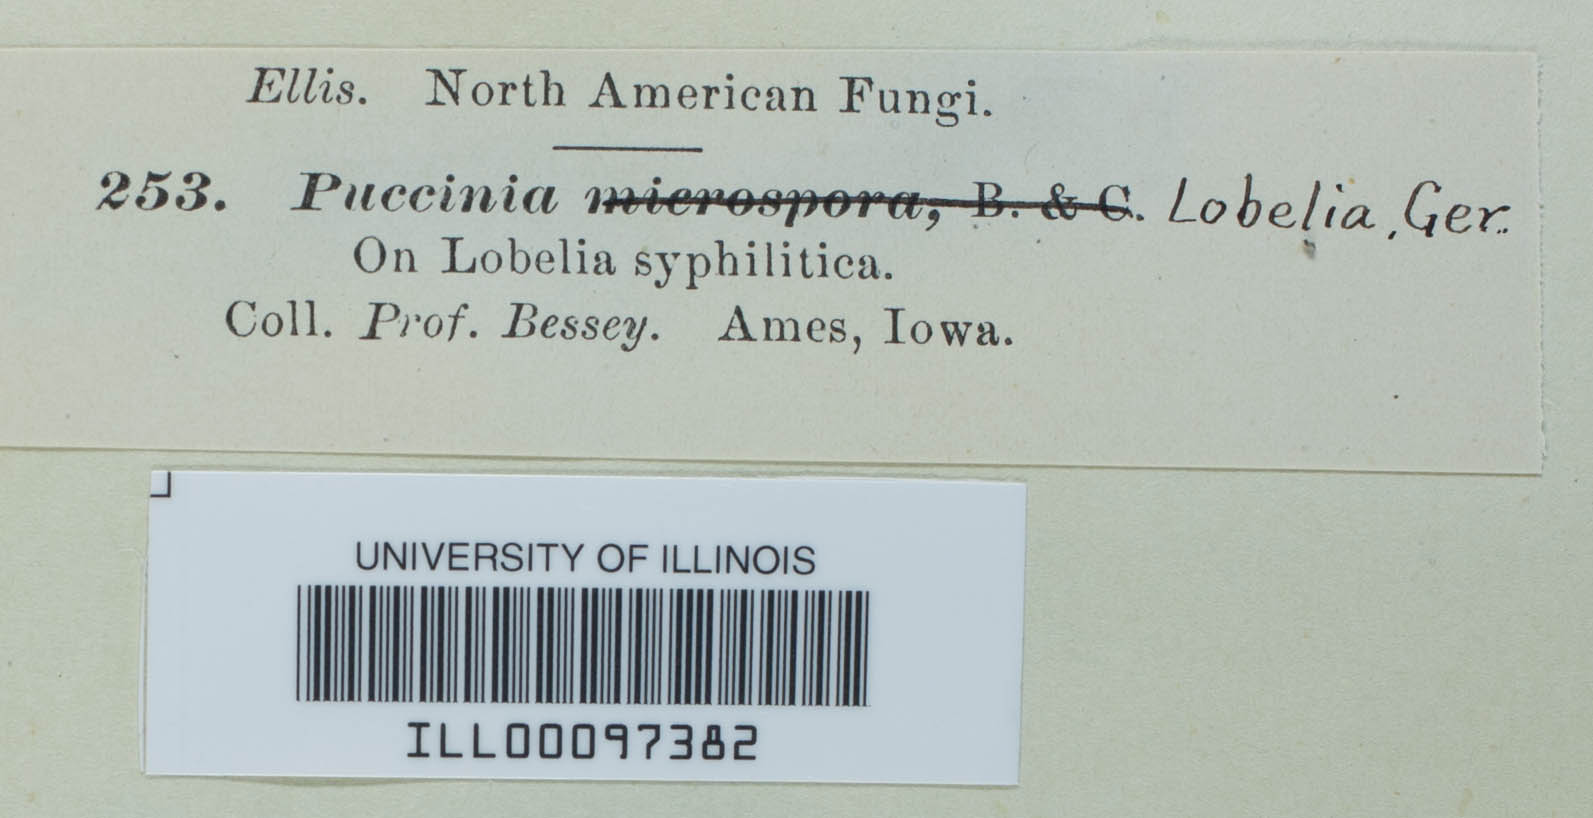 Ellis. North American Fungi.
253. Puccinia microspora, B. & C. Lobelia, Ger.
On Lobelia syphilitica.
Coll. Prof. Bessey. Ames, Iowa.
UNIVERSITY OF ILLINOIS
ILL00097382